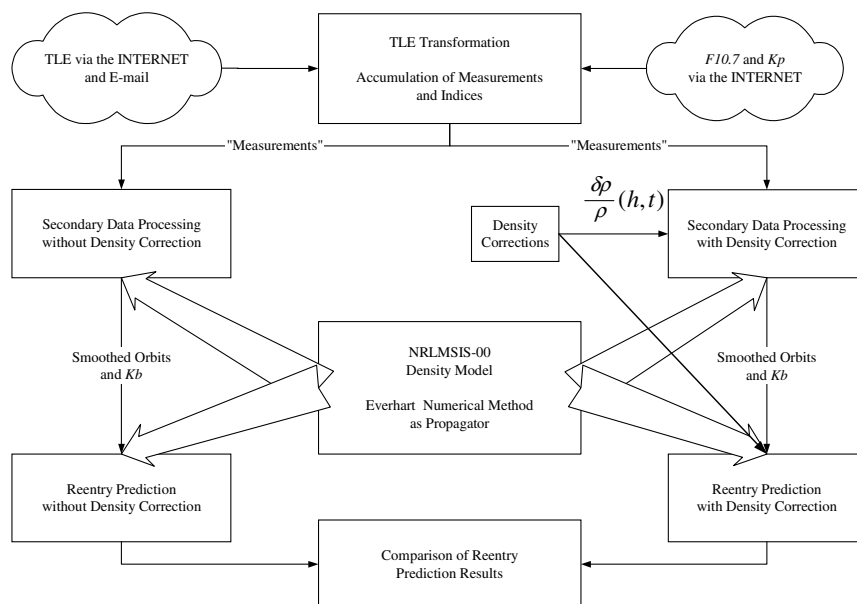 TLE via the INTERNET
and E-mail
TLE Transformation
Accumulation of Measurements
and Indices
F10.7 and Kp
via the INTERNET
"Measurements"
"Measurements"
Secondary Data Processing
without Density Correction
Density
Corrections
δρ/ρ (h,t)
Secondary Data Processing
with Density Correction
Smoothed Orbits
and Kb
NRLMSIS-00
Density Model
Everhart Numerical Method
as Propagator
Smoothed Orbits
and Kb
Reentry Prediction
without Density Correction
Reentry Prediction
with Density Correction
Comparison of Reentry
Prediction Results